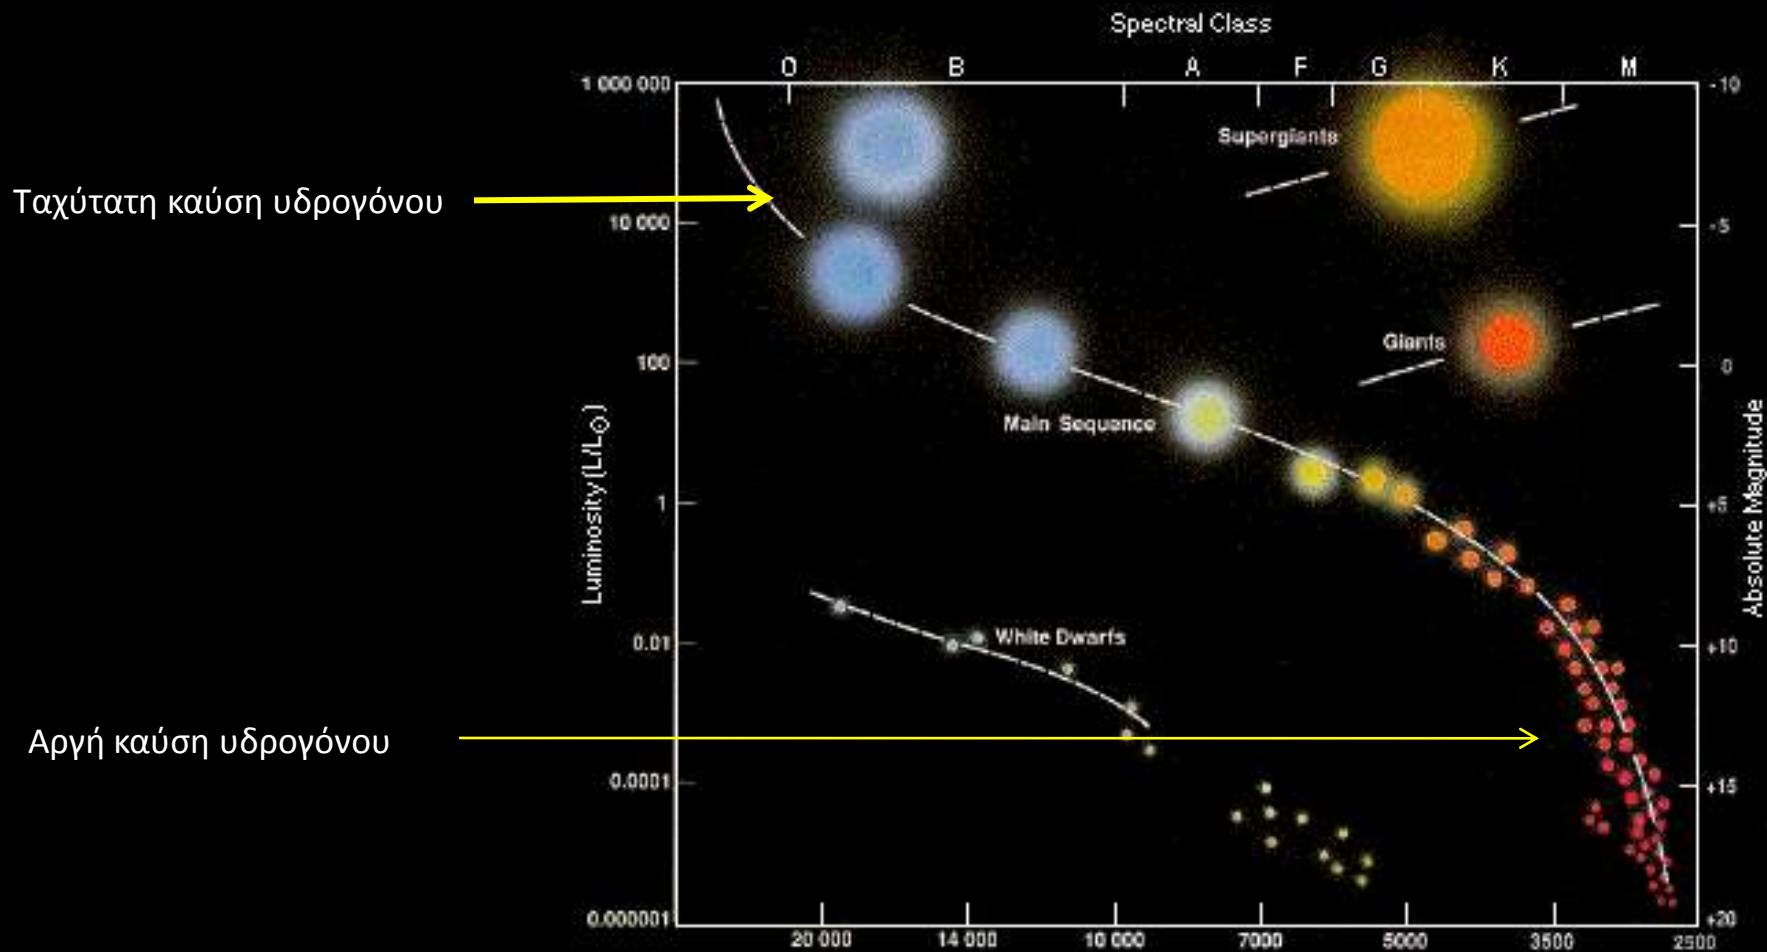 Spectral Class
O B A F G K M
1 000 000
-10
Supergiants
Ταχύτατη καύση υδρογόνου
10 000
-5
Giants
100
0
Main Sequence
Luminosity (L/L☉)
Absolute Magnitude
1
+5
White Dwarfs
0.01
+10
Αργή καύση υδρογόνου
0.0001
+15
0.000001
+20
20 000 14 000 10 000 7000 5000 3500 2500